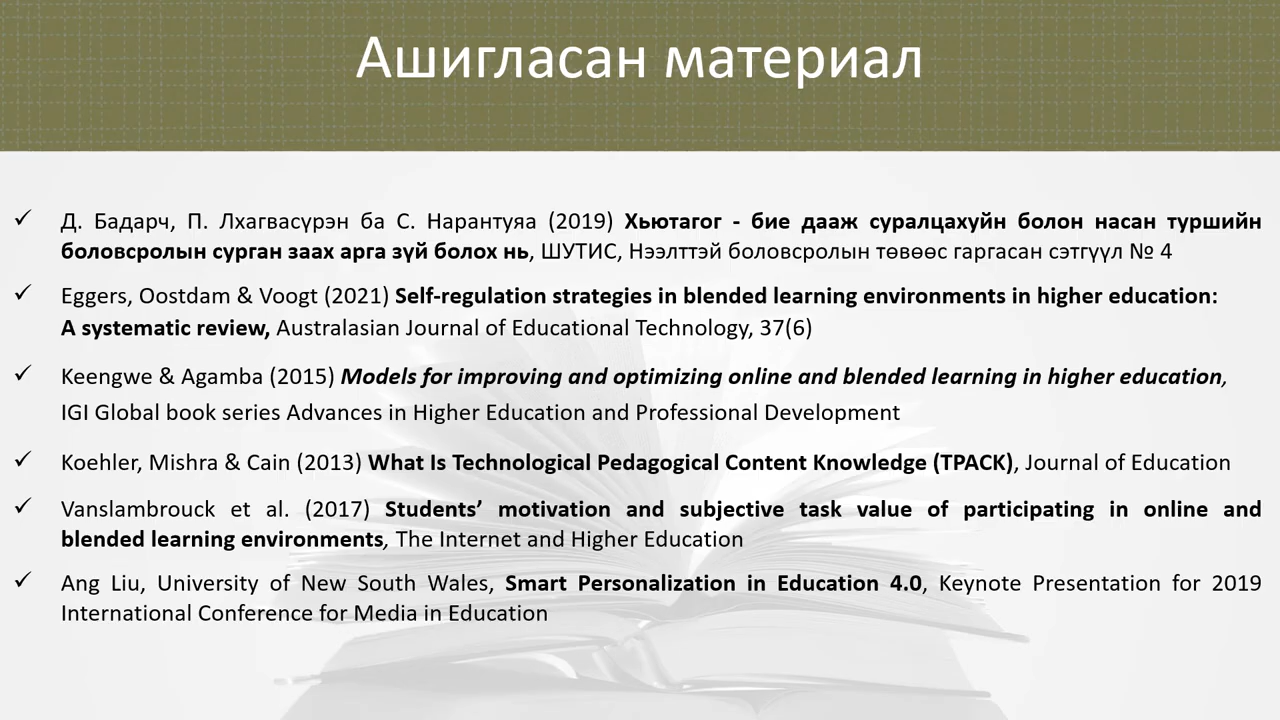 Ашигласан материал
✓ Д. Бадарч, П. Лхагвасүрэн ба С. Нарантуяа (2019) Хьютагог - бие дааж суралцахуйн болон насан туршийн
боловсролын сурган заах арга зүй болох нь, ШУТИС, Нээлттэй боловсролын төвөөс гаргасан сэтгүүл № 4
✓ Eggers, Oostdam & Voogt (2021) Self-regulation strategies in blended learning environments in higher education:
A systematic review, Australasian Journal of Educational Technology, 37(6)
✓ Keengwe & Agamba (2015) Models for improving and optimizing online and blended learning in higher education,
IGI Global book series Advances in Higher Education and Professional Development
✓ Koehler, Mishra & Cain (2013) What Is Technological Pedagogical Content Knowledge (TPACK), Journal of Education
✓ Vanslambrouck et al. (2017) Students’ motivation and subjective task value of participating in online and
blended learning environments, The Internet and Higher Education
✓ Ang Liu, University of New South Wales, Smart Personalization in Education 4.0, Keynote Presentation for 2019
International Conference for Media in Education